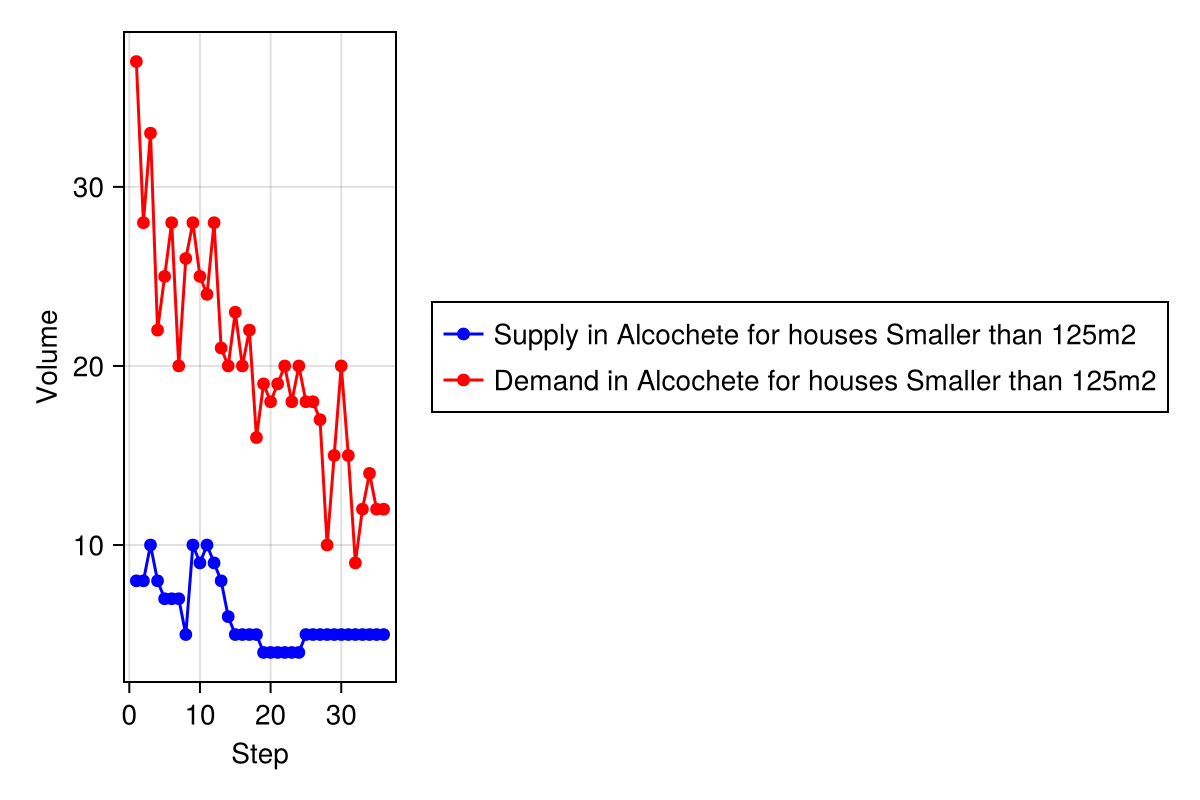 30
20
10
Volume
0 10 20 30
Step
Supply in Alcochete for houses Smaller than 125m2
Demand in Alcochete for houses Smaller than 125m2